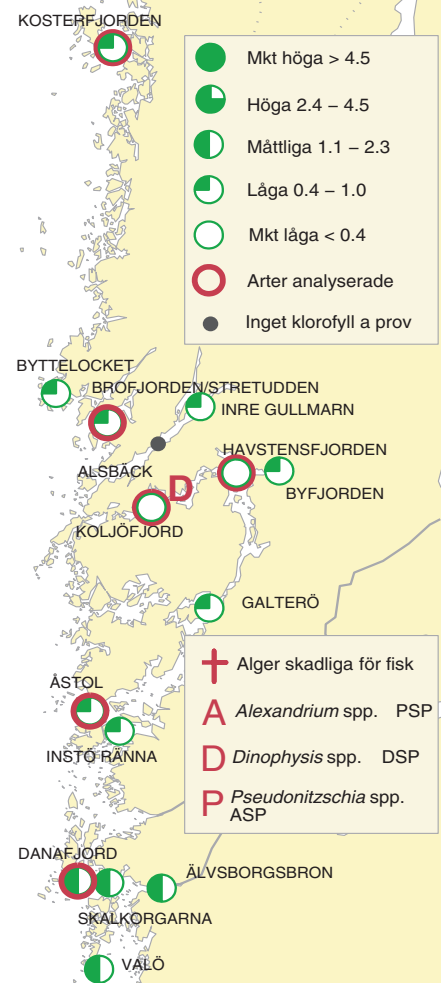 KOSTERFJORDEN
Mkt höga > 4.5
Höga 2.4 – 4.5
Måttliga 1.1 – 2.3
Låga 0.4 – 1.0
Mkt låga < 0.4
Arter analyserade
Inget klorofyll a prov
BYTTELOCKET
BROFJORDEN/STRETUDDEN
INRE GULLMARN
HAVSTENSFJORDEN
ALSBÄCK
D
BYFJORDEN
KOLJÖFJORD
GALTERÖ
Alger skadliga för fisk
ÅSTOL
A Alexandrium spp. PSP
INSTÖ RÄNNA
D Dinophysis spp. DSP
P Pseudonitzschia spp.
ASP
DANAFJORD
ÄLVSBORGSBRON
SKALKORGARNA
VALÖ